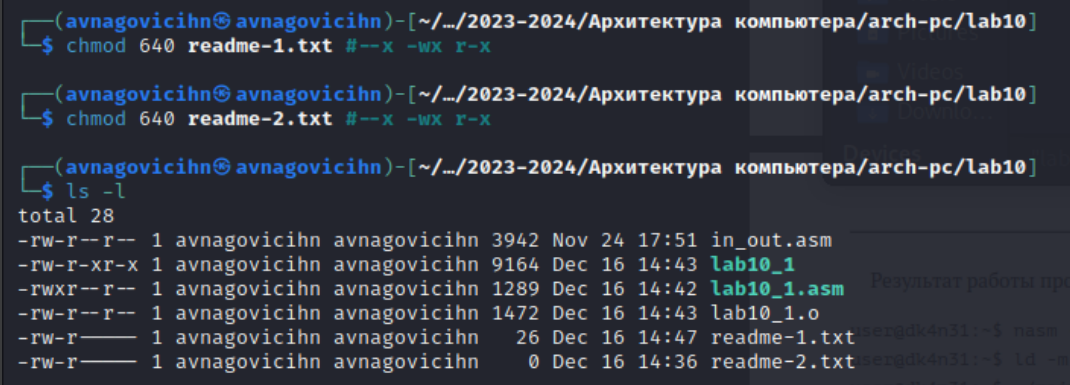 ┌──(avnagovicihn㉿avnagovicihn)-[~/…/2023-2024/Архитектура компьютера/arch-pc/lab10]
└─$ chmod 640 readme-1.txt #--x -wx r-x
┌──(avnagovicihn㉿avnagovicihn)-[~/…/2023-2024/Архитектура компьютера/arch-pc/lab10]
└─$ chmod 640 readme-2.txt #--x -wx r-x
┌──(avnagovicihn㉿avnagovicihn)-[~/…/2023-2024/Архитектура компьютера/arch-pc/lab10]
└─$ ls -l
total 28
-rw-r--r-- 1 avnagovicihn avnagovicihn 3942 Nov 24 17:51 in_out.asm
-rw-r-xr-x 1 avnagovicihn avnagovicihn 9164 Dec 16 14:43 lab10_1
-rwxr--r-- 1 avnagovicihn avnagovicihn 1289 Dec 16 14:42 lab10_1.asm
-rw-r--r-- 1 avnagovicihn avnagovicihn 1472 Dec 16 14:43 lab10_1.o
-rw-r----- 1 avnagovicihn avnagovicihn   26 Dec 16 14:47 readme-1.txt
-rw-r----- 1 avnagovicihn avnagovicihn    0 Dec 16 14:36 readme-2.txt
Pictures
Videos
Devices
Результат работы
user@dk4n31:~$ nasm
user@dk4n31:~$ ld